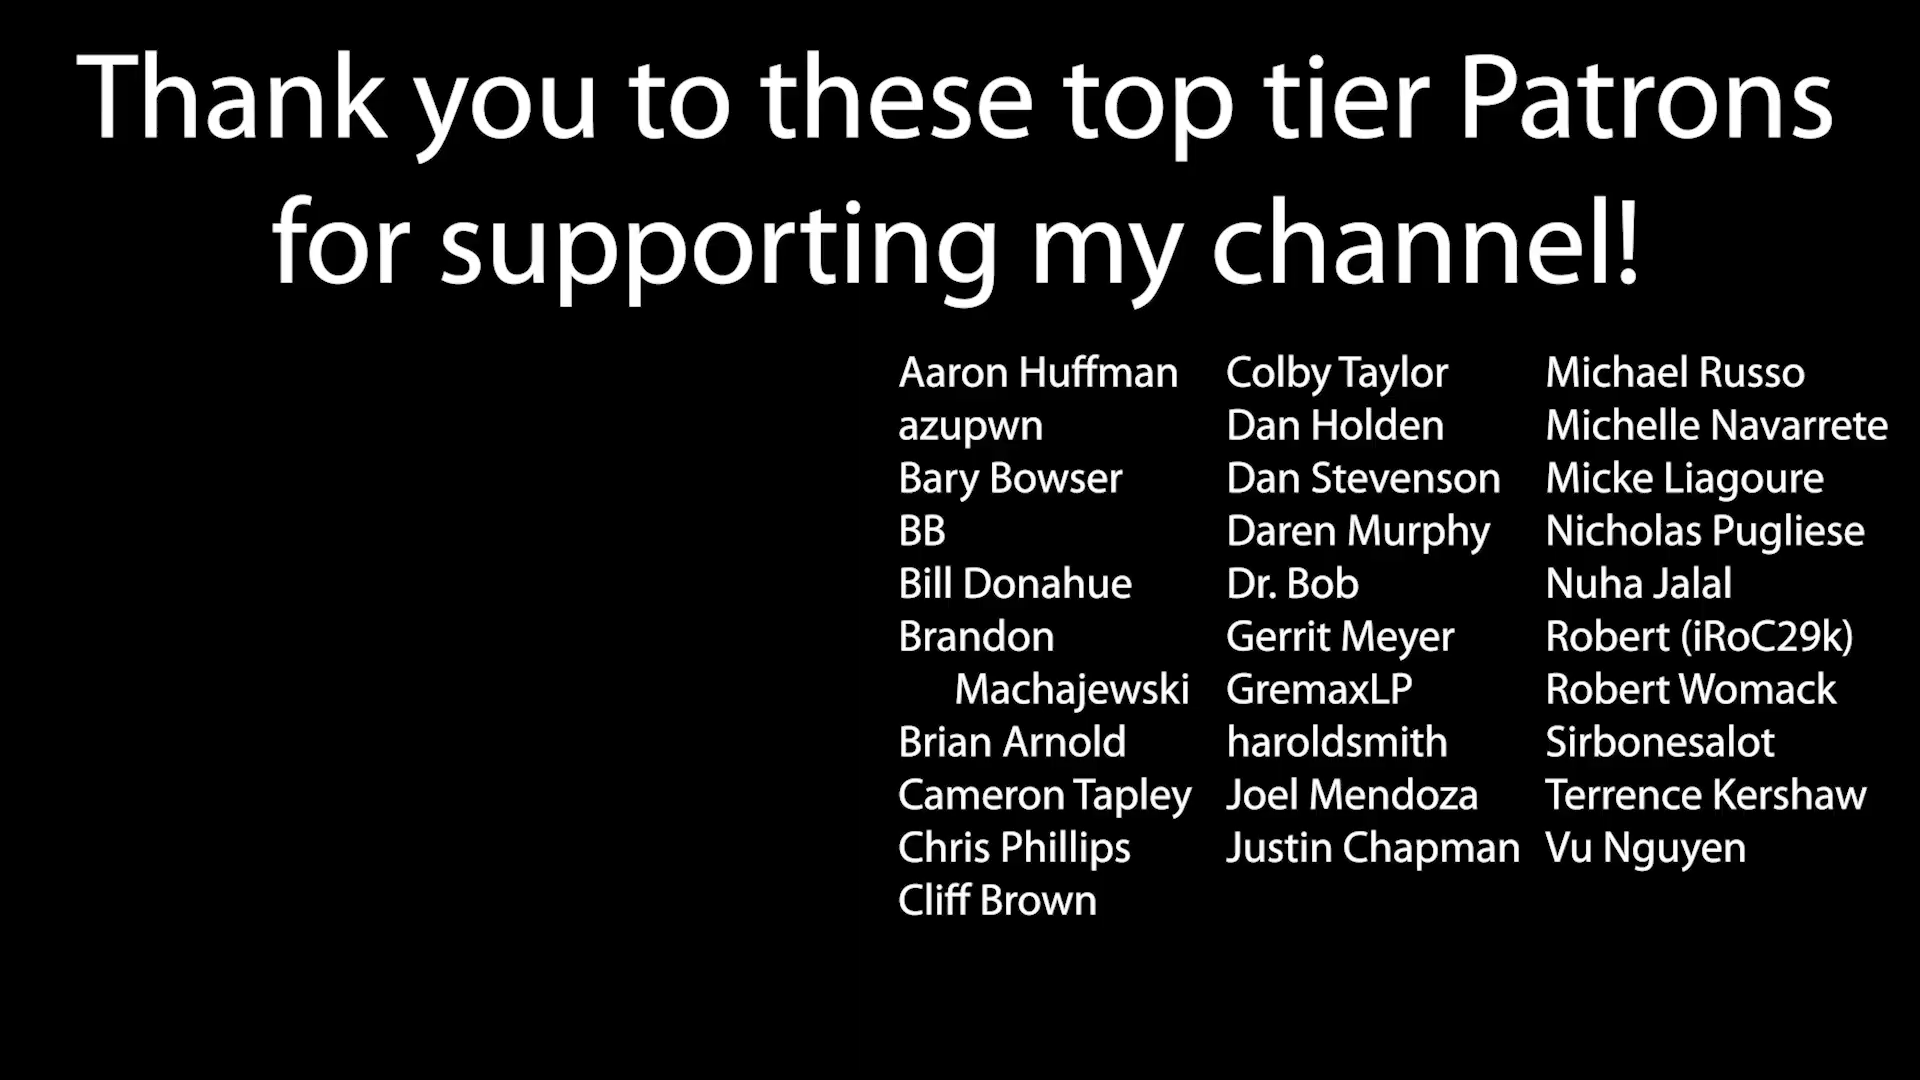 Thank you to these top tier Patrons
for supporting my channel!
Aaron Huffman
azupwn
Bary Bowser
BB
Bill Donahue
Brandon
Machajewski
Brian Arnold
Cameron Tapley
Chris Phillips
Cliff Brown
Colby Taylor
Dan Holden
Dan Stevenson
Daren Murphy
Dr. Bob
Gerrit Meyer
GremaxLP
haroldsmith
Joel Mendoza
Justin Chapman
Michael Russo
Michelle Navarrete
Micke Liagoure
Nicholas Pugliese
Nuha Jalal
Robert (iRoC29k)
Robert Womack
Sirbonesalot
Terrence Kershaw
Vu Nguyen